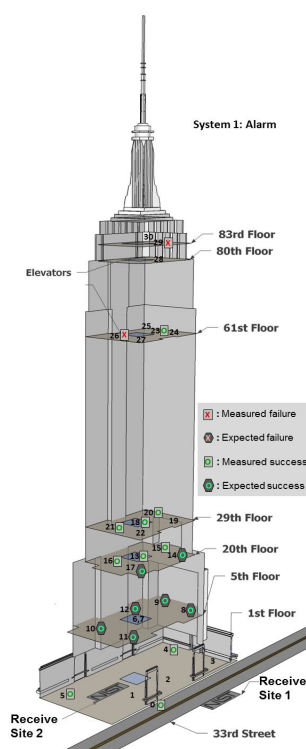 System 1: Alarm
30
29
83rd Floor
28
80th Floor
Elevators
25
23
24
61st Floor
26
27
: Measured failure
: Expected failure
: Measured success
: Expected success
20
18
19
21
22
29th Floor
15
14
13
16
17
20th Floor
5th Floor
9
8
12
6,7
10
11
1st Floor
4
3
2
1
5
0
Receive
Site 1
Receive
Site 2
33rd Street